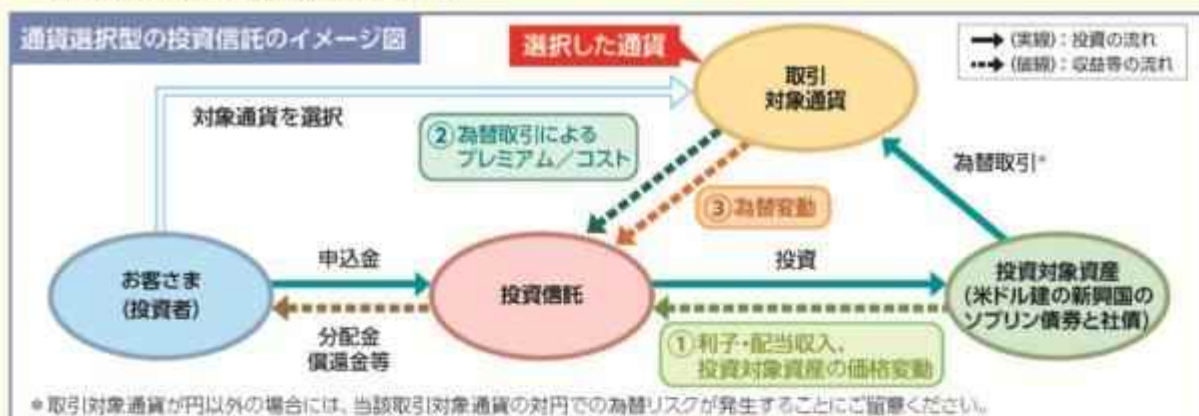 通貨選択型の投資信託のイメージ図
選択した通貨
(実線):投資の流れ
(破線):収益等の流れ
取引
対象通貨
対象通貨を選択
②為替取引による
プレミアム/コスト
為替取引*
③為替変動
お客さま
(投資者)
申込金
分配金
償還金等
投資信託
投資
①利子・配当収入、
投資対象資産の価格変動
投資対象資産
(米ドル建の新興国の
ソブリン債券と社債)
*取引対象通貨が円以外の場合には、当該取引対象通貨の対円での為替リスクが発生することにご留意ください。